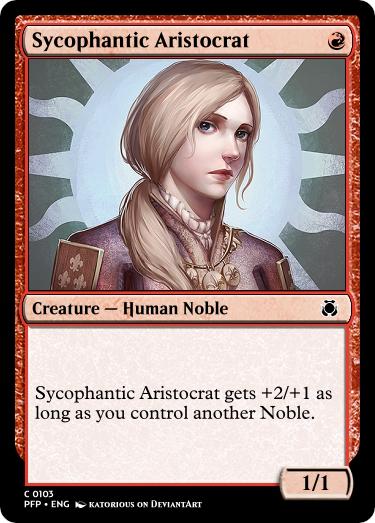 Sycophantic Aristocrat
Creature — Human Noble
Sycophantic Aristocrat gets +2/+1 as
long as you control another Noble.
1/1
C 0103
PFP • ENG KATORIOUS ON DEVIANTART